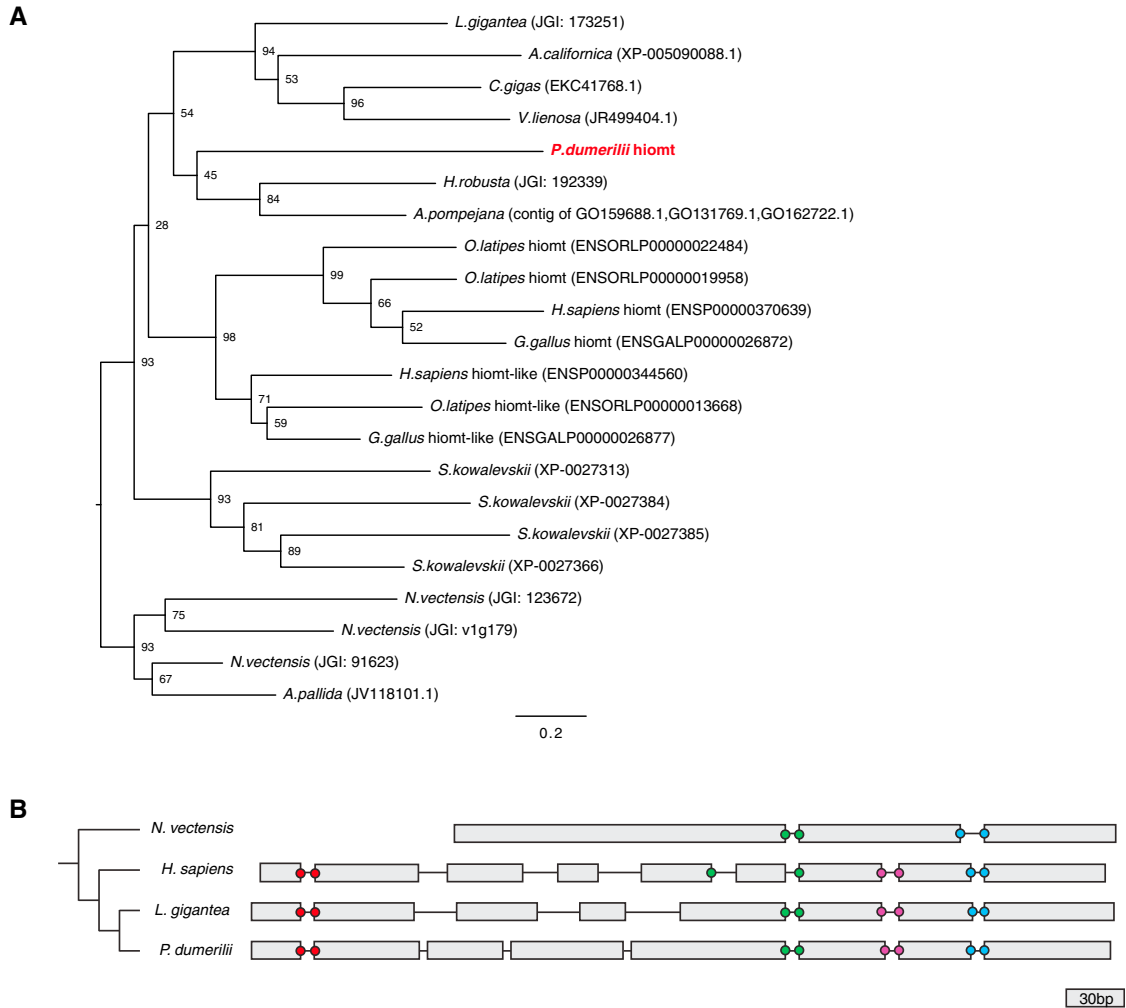 A
L.gigantea (JGI: 173251)
94
A.californica (XP-005090088.1)
53
C.gigas (EKC41768.1)
96
V.lienosa (JR499404.1)
54
P.dumerilii hiomt
45
H.robusta (JGI: 192339)
84
A.pompejana (contig of GO159688.1,GO131769.1,GO162722.1)
28
O.latipes hiomt (ENSORLP00000022484)
99
O.latipes hiomt (ENSORLP00000019958)
66
H.sapiens hiomt (ENSP00000370639)
52
G.gallus hiomt (ENSGALP00000026872)
98
93
H.sapiens hiomt-like (ENSP00000344560)
71
O.latipes hiomt-like (ENSORLP00000013668)
59
G.gallus hiomt-like (ENSGALP00000026877)
S.kowalevskii (XP-0027313)
93
S.kowalevskii (XP-0027384)
81
S.kowalevskii (XP-0027385)
89
S.kowalevskii (XP-0027366)
N.vectensis (JGI: 123672)
75
N.vectensis (JGI: v1g179)
93
N.vectensis (JGI: 91623)
67
A.pallida (JV118101.1)
0.2
B
N. vectensis
H. sapiens
L. gigantea
P. dumerilii
30bp